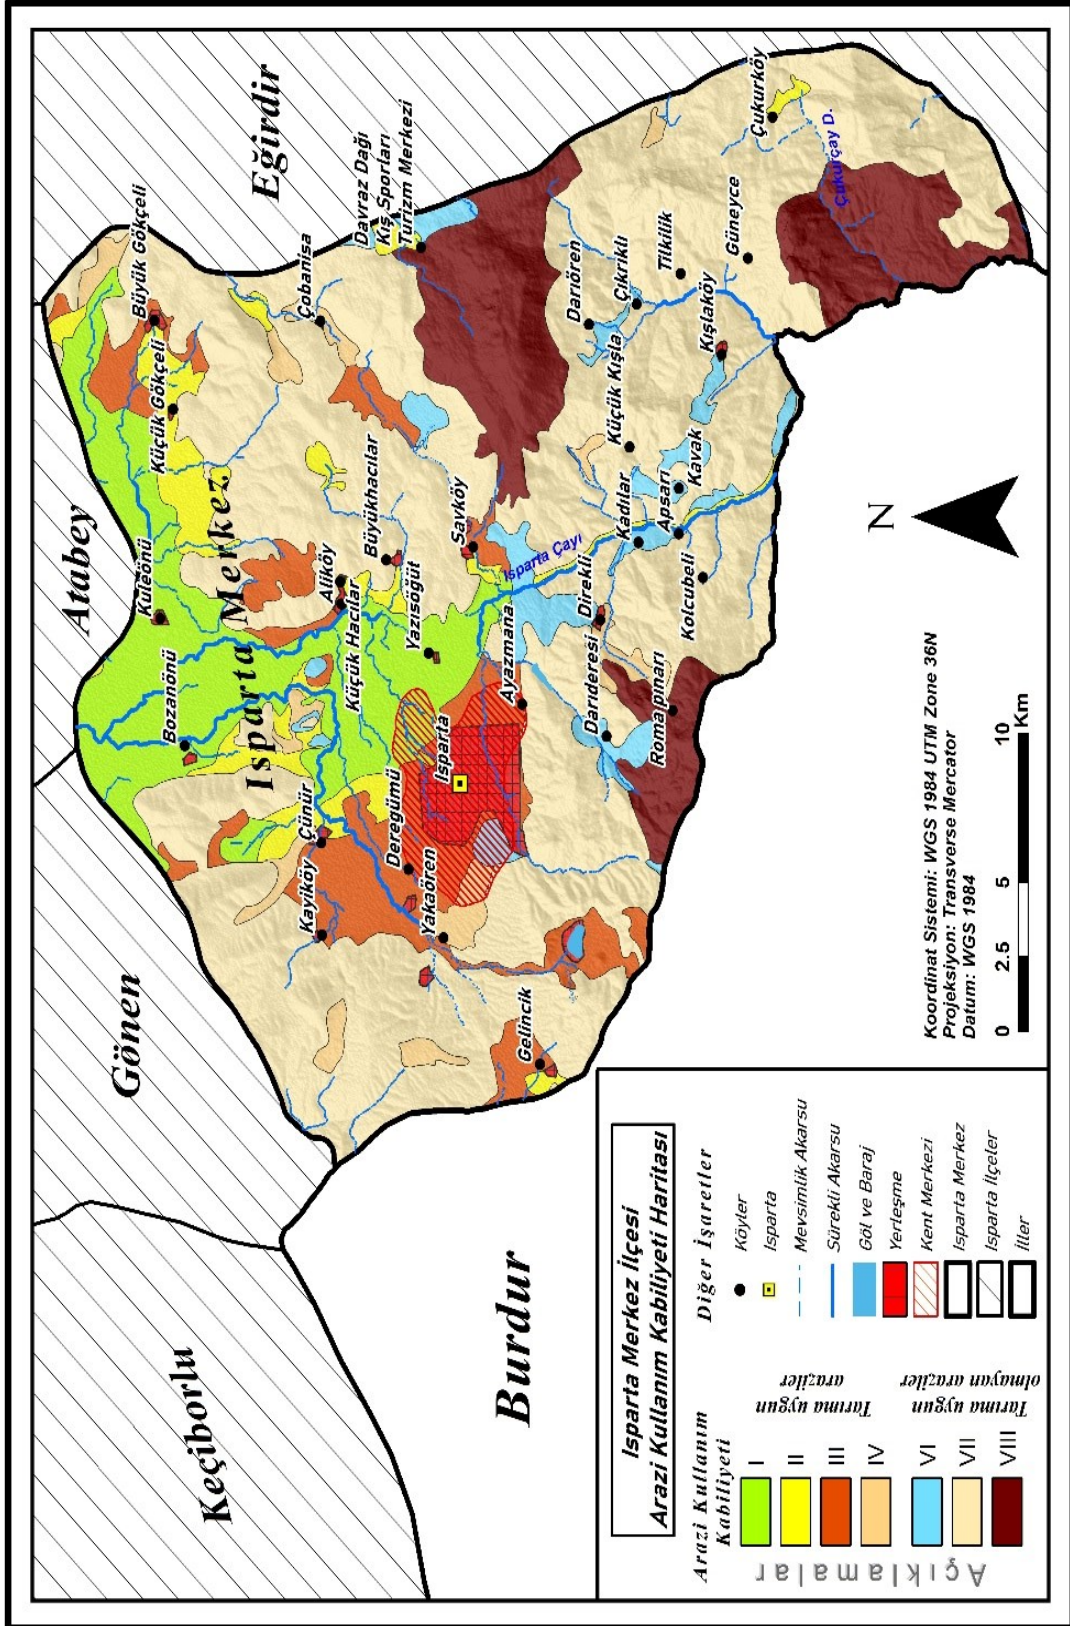 Keçiborlu
Gönen
Atabey
Eğirdir
Burdur
Isparta Merkez
Büyük Gökçeli
Küçük Gökçeli
Kuleönü
Bozanönü
Çobanisa
Davraz Dağı
Kış Sporları
Turizm Merkezi
Aliköy
Küçük Hacılar
Büyükhacılar
Yazısöğüt
Çünür
Kayıköy
Deregümü
Isparta
Yakaören
Savköy
Ayazmana
Gelincik
Isparta Çayı
Darıören
Çıkrıklı
Tikilik
Güneyce
Çukurköy
Çukurçay D.
Küçük Kışla
Kışlaköy
Kadılar
Apsarı
Kavak
Direkli
Kolcubeli
Darıderesi
Roma pınarı
N
Koordinat Sistemi: WGS 1984 UTM Zone 36N
Projeksiyon: Transverse Mercator
Datum: WGS 1984
0 2.5 5 10
Km
Isparta Merkez İlçesi
Arazi Kullanım Kabiliyeti Haritası
Açıklamalar
Arazi Kullanım
Kabiliyeti
I
II
III
IV
VI
VII
VIII
Tarıma uygun
araziler
Tarıma uygun
olmayan araziler
Diğer İşaretler
Köyler
Isparta
Mevsimlik Akarsu
Sürekli Akarsu
Göl ve Baraj
Yerleşme
Kent Merkezi
Isparta Merkez
Isparta İlçeler
İller